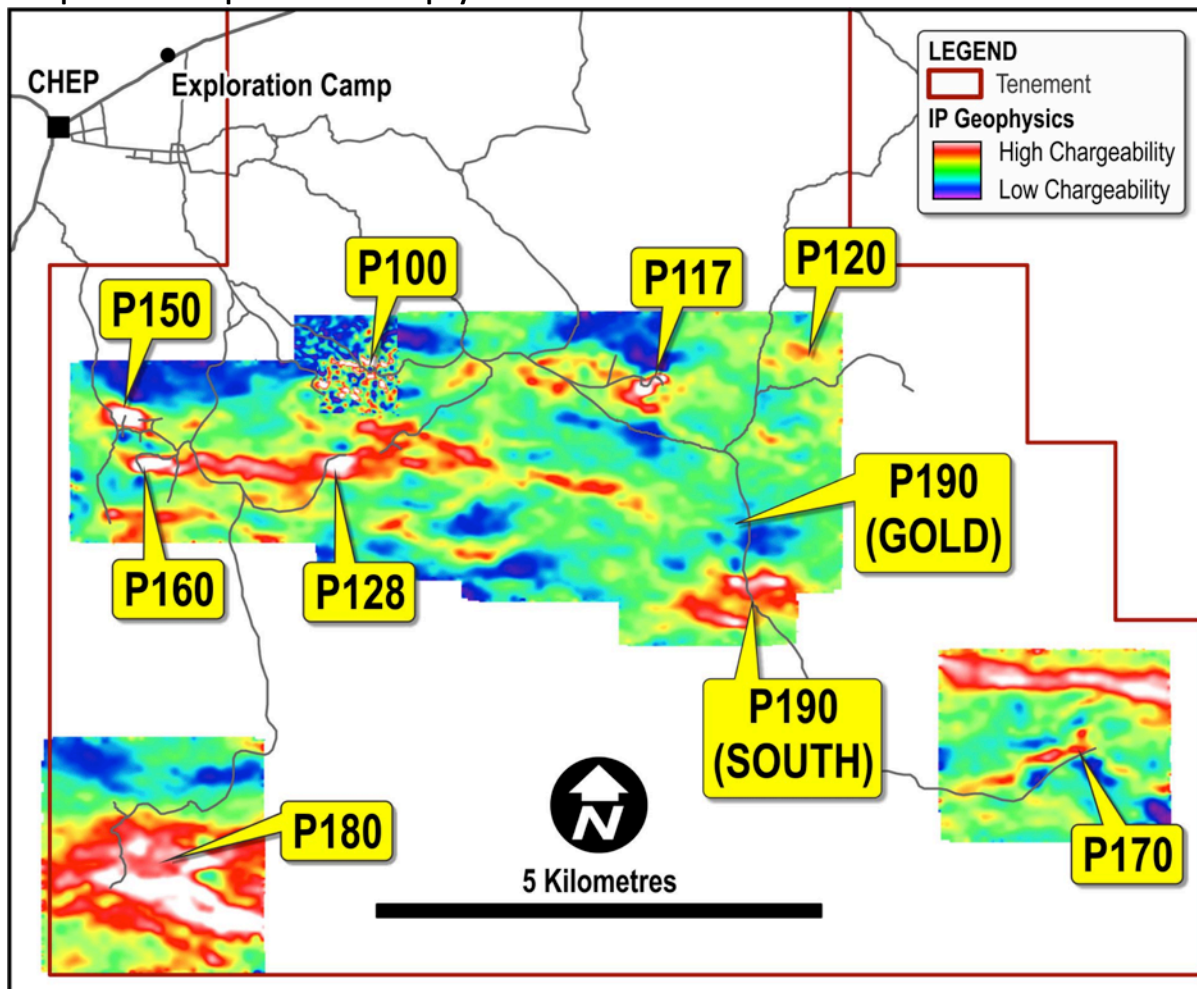 CHEP
Exploration Camp
LEGEND
Tenement
IP Geophysics
High Chargeability
Low Chargeability
P100
P117
P120
P150
P190
(GOLD)
P160
P128
P190
(SOUTH)
P180
N
P170
5 Kilometres